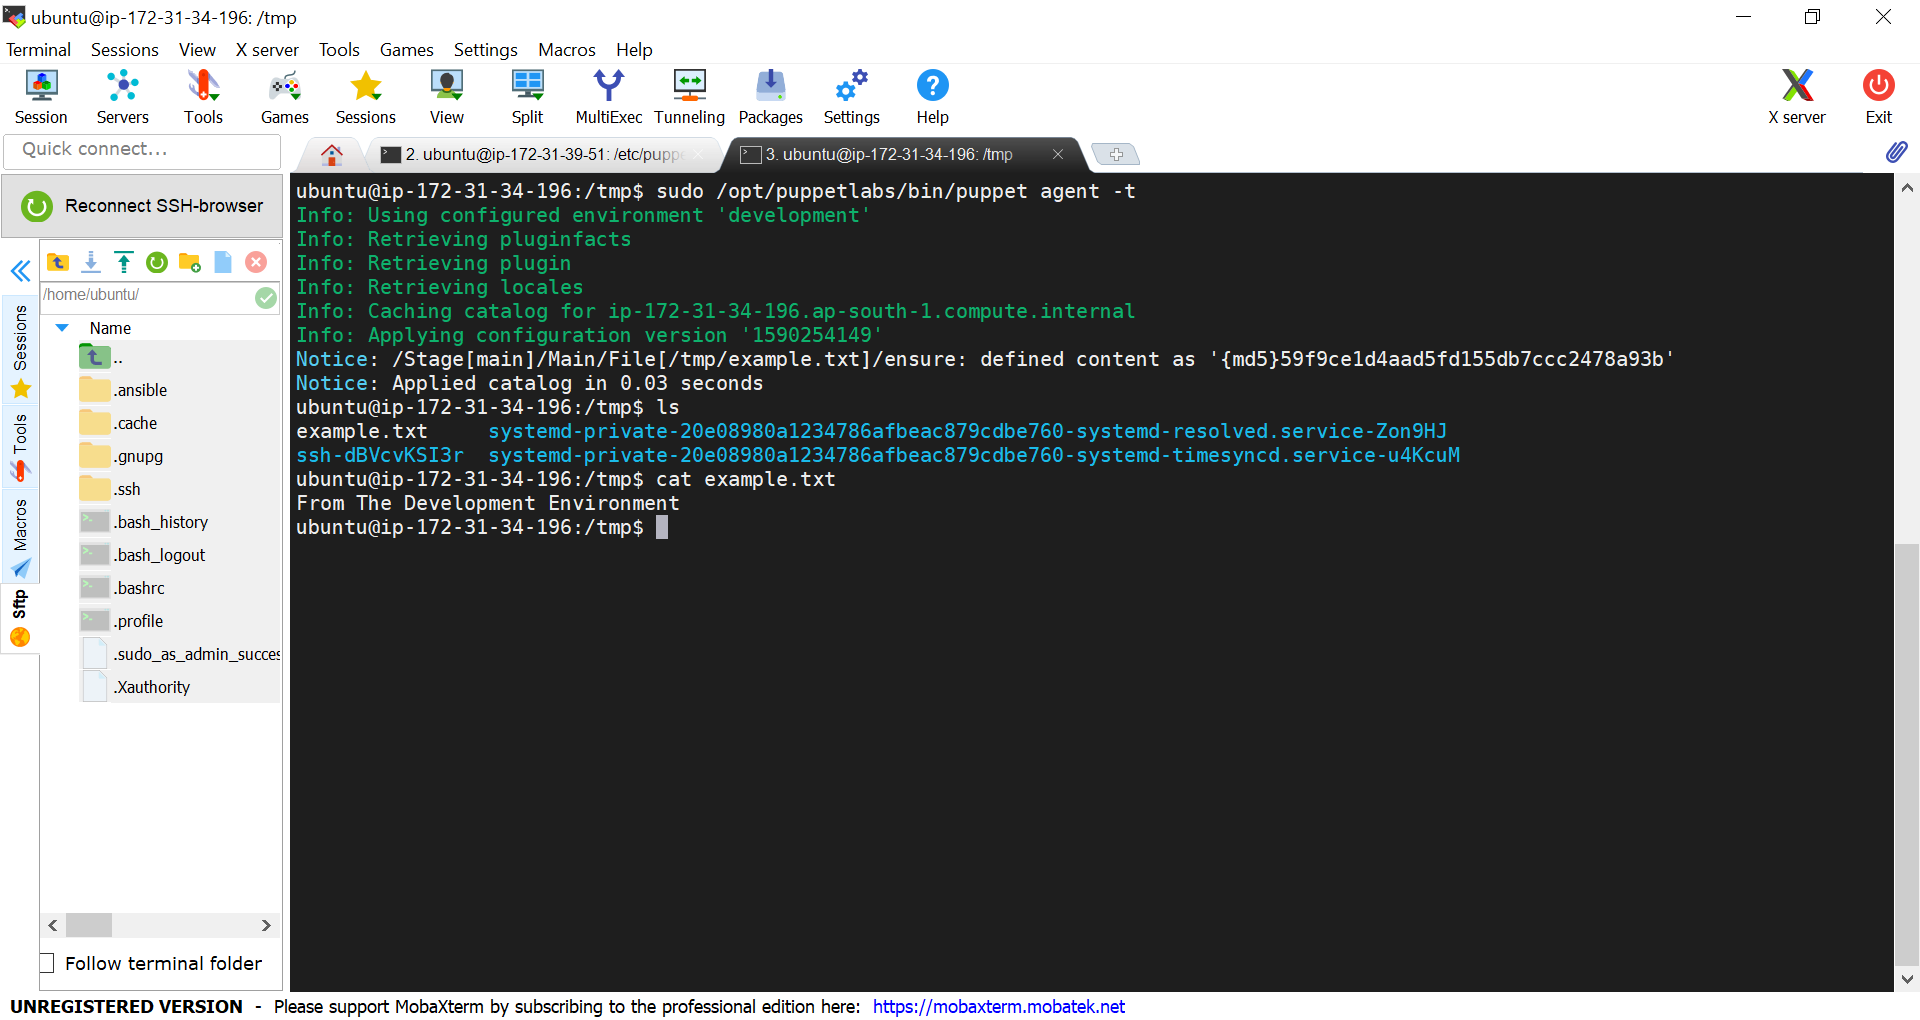 ubuntu@ip-172-31-34-196: /tmp
Terminal Sessions View X server Tools Games Settings Macros Help
Session Servers Tools Games Sessions View Split MultiExec Tunneling Packages Settings Help X server Exit
Quick connect...
2. ubuntu@ip-172-31-39-51: /etc/puppe
3. ubuntu@ip-172-31-34-196: /tmp
Reconnect SSH-browser
/home/ubuntu/
Name
..
.ansible
.cache
.gnupg
.ssh
.bash_history
.bash_logout
.bashrc
.profile
.sudo_as_admin_succes
.Xauthority
Follow terminal folder
Sessions
Tools
Macros
Sftp
ubuntu@ip-172-31-34-196:/tmp$ sudo /opt/puppetlabs/bin/puppet agent -t
Info: Using configured environment 'development'
Info: Retrieving pluginfacts
Info: Retrieving plugin
Info: Retrieving locales
Info: Caching catalog for ip-172-31-34-196.ap-south-1.compute.internal
Info: Applying configuration version '1590254149'
Notice: /Stage[main]/Main/File[/tmp/example.txt]/ensure: defined content as '{md5}59f9ce1d4aad5fd155db7ccc2478a93b'
Notice: Applied catalog in 0.03 seconds
ubuntu@ip-172-31-34-196:/tmp$ ls
example.txt     systemd-private-20e08980a1234786afbeac879cdbe760-systemd-resolved.service-Zon9HJ
ssh-dBVcvKSI3r  systemd-private-20e08980a1234786afbeac879cdbe760-systemd-timesyncd.service-u4KcuM
ubuntu@ip-172-31-34-196:/tmp$ cat example.txt
From The Development Environment
ubuntu@ip-172-31-34-196:/tmp$
UNREGISTERED VERSION - Please support MobaXterm by subscribing to the professional edition here: https://mobaxterm.mobatek.net